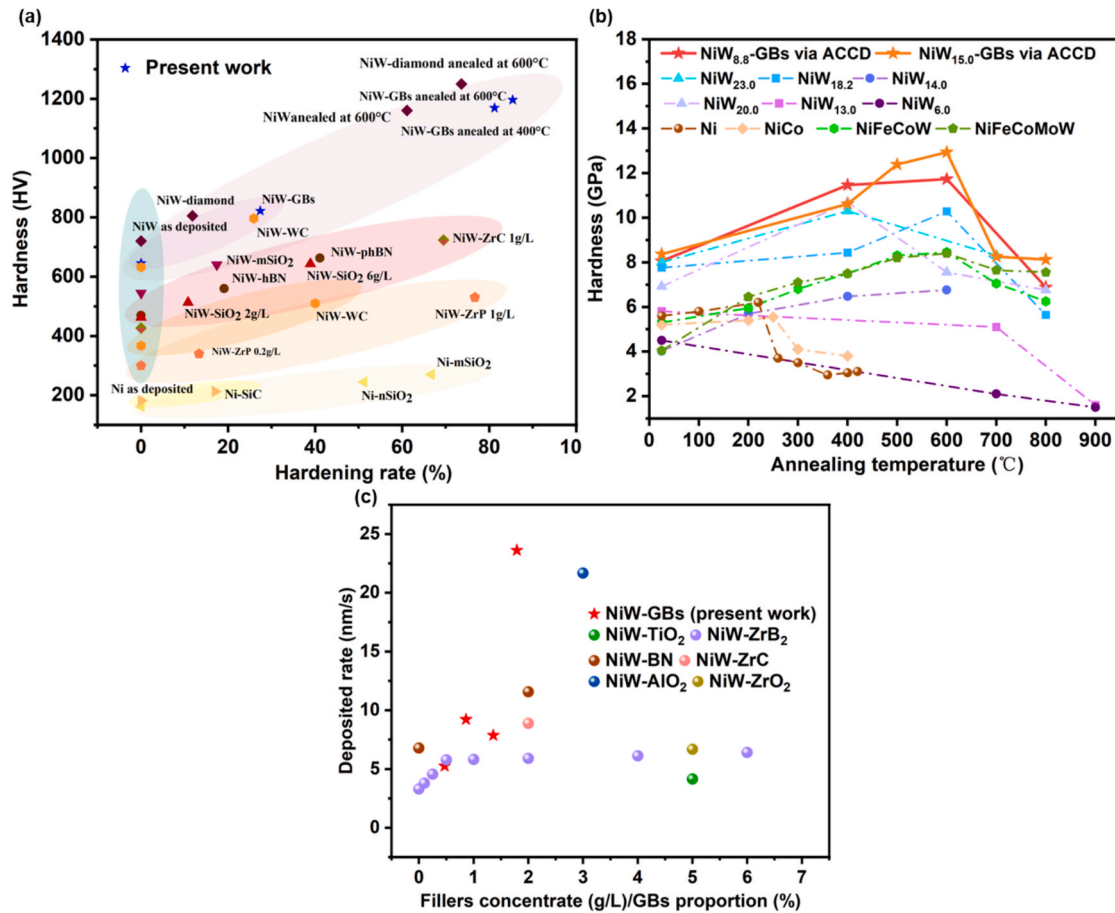 (a)
1400
1200
1000
800
600
400
200
0
20
40
60
80
10
Hardness (HV)
Hardening rate (%)
Present work
NiW-diamond anealed at 600°C
NiW-GBs anealed at 600°C
NiWanealed at 600°C
NiW-GBs anealed at 400°C
NiW-diamond
NiW-GBs
NiW as deposited
NiW-WC
NiW-ZrC 1g/L
NiW-phBN
NiW-mSiO₂
NiW-hBN
NiW-SiO₂ 6g/L
NiW-SiO₂ 2g/L
NiW-WC
NiW-ZrP 1g/L
NiW-ZrP 0.2g/L
Ni-mSiO₂
Ni as deposited
Ni-SiC
Ni-nSiO₂
(b)
18
16
14
12
10
8
6
4
2
0 100 200 300 400 500 600 700 800 900
Hardness (GPa)
Annealing temperature (℃)
NiW₈.₈-GBs via ACCD NiW₁₅.₀-GBs via ACCD
NiW₂₃.₀ NiW₁₈.₂ NiW₁₄.₀
NiW₂₀.₀ NiW₁₃.₀ NiW₆.₀
Ni NiCo NiFeCoW NiFeCoMoW
(c)
25
20
15
10
5
0
0 1 2 3 4 5 6 7
Deposited rate (nm/s)
Fillers concentrate (g/L)/GBs proportion (%)
NiW-GBs (present work)
NiW-TiO₂ NiW-ZrB₂
NiW-BN NiW-ZrC
NiW-AlO₂ NiW-ZrO₂